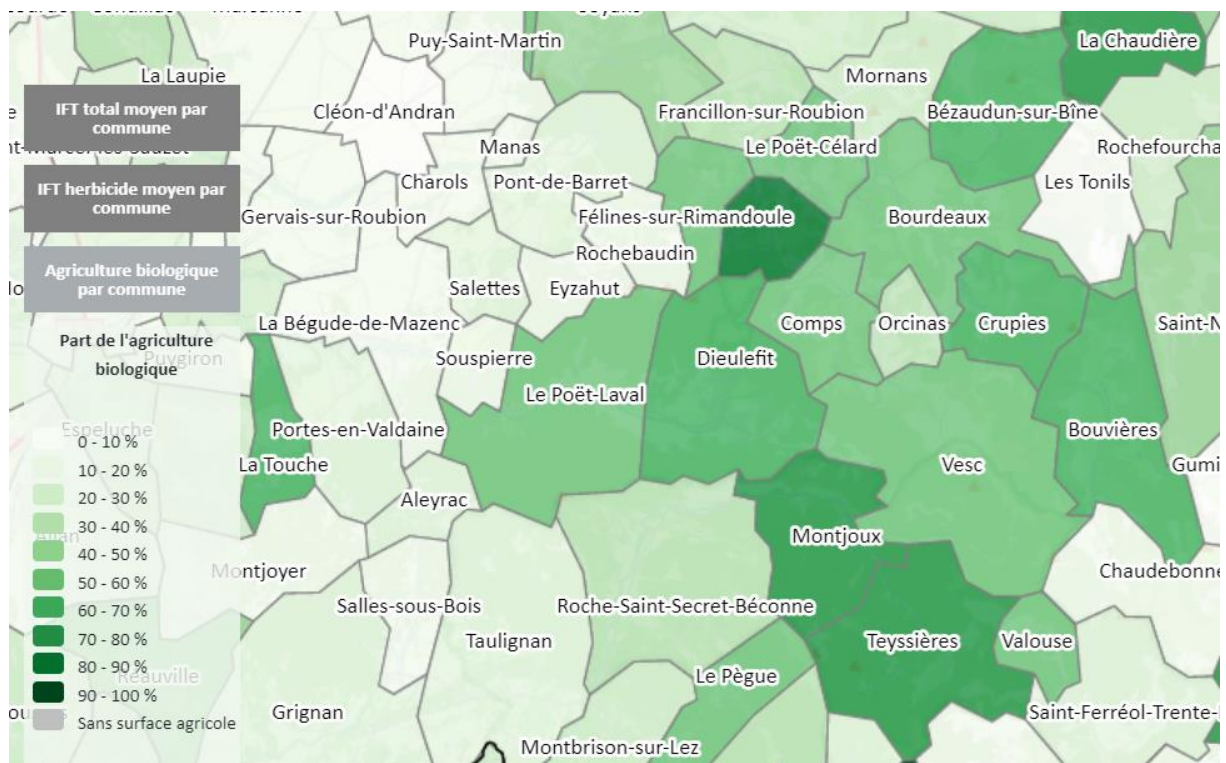 Puy-Saint-Martin
La Chaudière
La Laupie
Mornans
Cléon-d'Andran
Francillon-sur-Roubion
Bézaudun-sur-Bîne
IFT total moyen par
commune
Manas
Le Poët-Célard
Rochefourcha
Charols
Pont-de-Barret
Les Tonils
IFT herbicide moyen par
commune
Gervais-sur-Roubion
Félines-sur-Rimandoule
Bourdeaux
Rochebaudin
Agriculture biologique
par commune
Salettes
Eyzahut
La Bégude-de-Mazenc
Comps
Orcinas
Crupies
Saint-N
Part de l'agriculture
biologique
Puygiron
Souspierre
Dieulefit
Le Poët-Laval
Espeluche
Portes-en-Valdaine
Bouvières
0 - 10 %
La Touche
Vesc
Gumi
10 - 20 %
20 - 30 %
Aleyrac
30 - 40 %
Allan
Montjoux
40 - 50 %
Montjoyer
Chaudebonne
50 - 60 %
60 - 70 %
Salles-sous-Bois
Roche-Saint-Secret-Béconne
70 - 80 %
Taulignan
Teyssières
Valouse
80 - 90 %
Réauville
Le Pègue
90 - 100 %
Grignan
Saint-Ferréol-Trente-
Sans surface agricole
Montbrison-sur-Lez